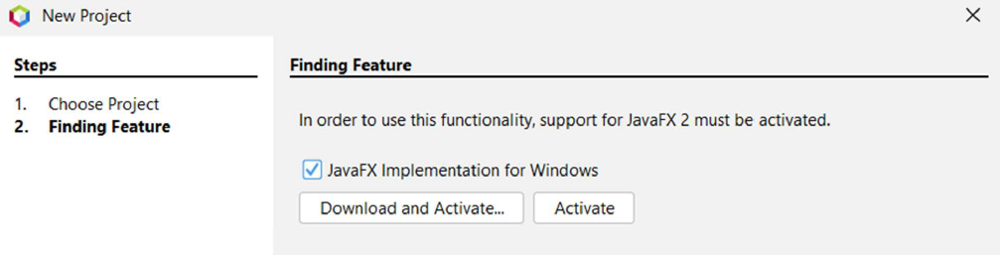 New Project
Steps
1. Choose Project
2. Finding Feature
Finding Feature
In order to use this functionality, support for JavaFX 2 must be activated.
JavaFX Implementation for Windows
Download and Activate... Activate